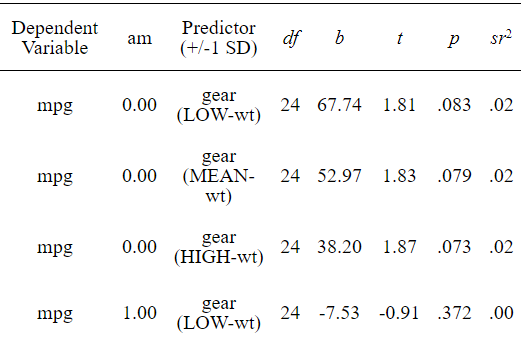 Dependent Variable am Predictor (+/-1 SD) df b t p sr²
mpg 0.00 gear (LOW-wt) 24 67.74 1.81 .083 .02
mpg 0.00 gear (MEAN-wt) 24 52.97 1.83 .079 .02
mpg 0.00 gear (HIGH-wt) 24 38.20 1.87 .073 .02
mpg 1.00 gear (LOW-wt) 24 -7.53 -0.91 .372 .00